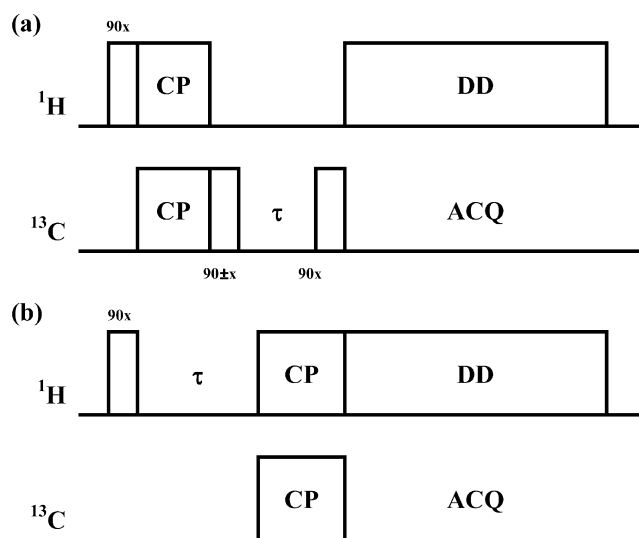 (a)
90x
¹H CP DD
¹³C CP τ ACQ
90±x 90x
(b)
90x
¹H τ CP DD
¹³C CP ACQ